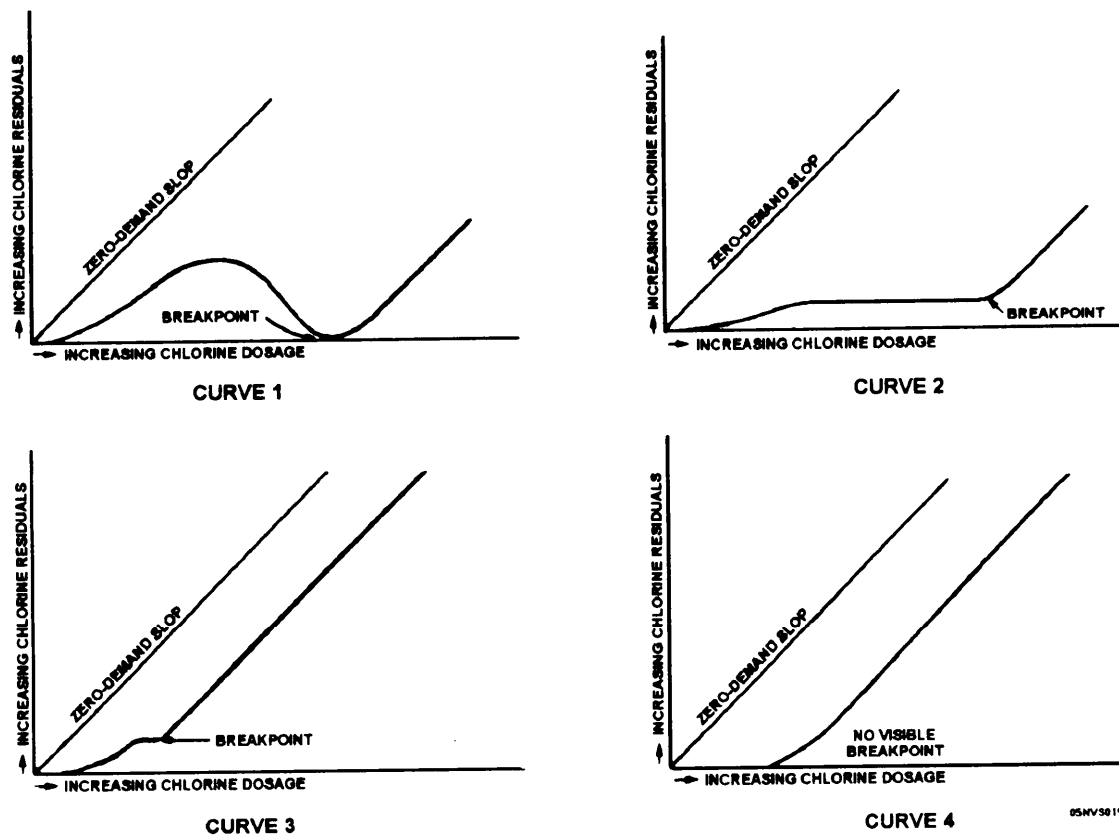 INCREASING CHLORINE RESIDUALS
ZERO-DEMAND SLOP
BREAKPOINT
INCREASING CHLORINE DOSAGE
CURVE 1
INCREASING CHLORINE RESIDUALS
ZERO-DEMAND SLOP
BREAKPOINT
INCREASING CHLORINE DOSAGE
CURVE 2
INCREASING CHLORINE RESIDUALS
ZERO-DEMAND SLOP
BREAKPOINT
INCREASING CHLORINE DOSAGE
CURVE 3
INCREASING CHLORINE RESIDUALS
ZERO-DEMAND SLOP
NO VISIBLE
BREAKPOINT
INCREASING CHLORINE DOSAGE
CURVE 4